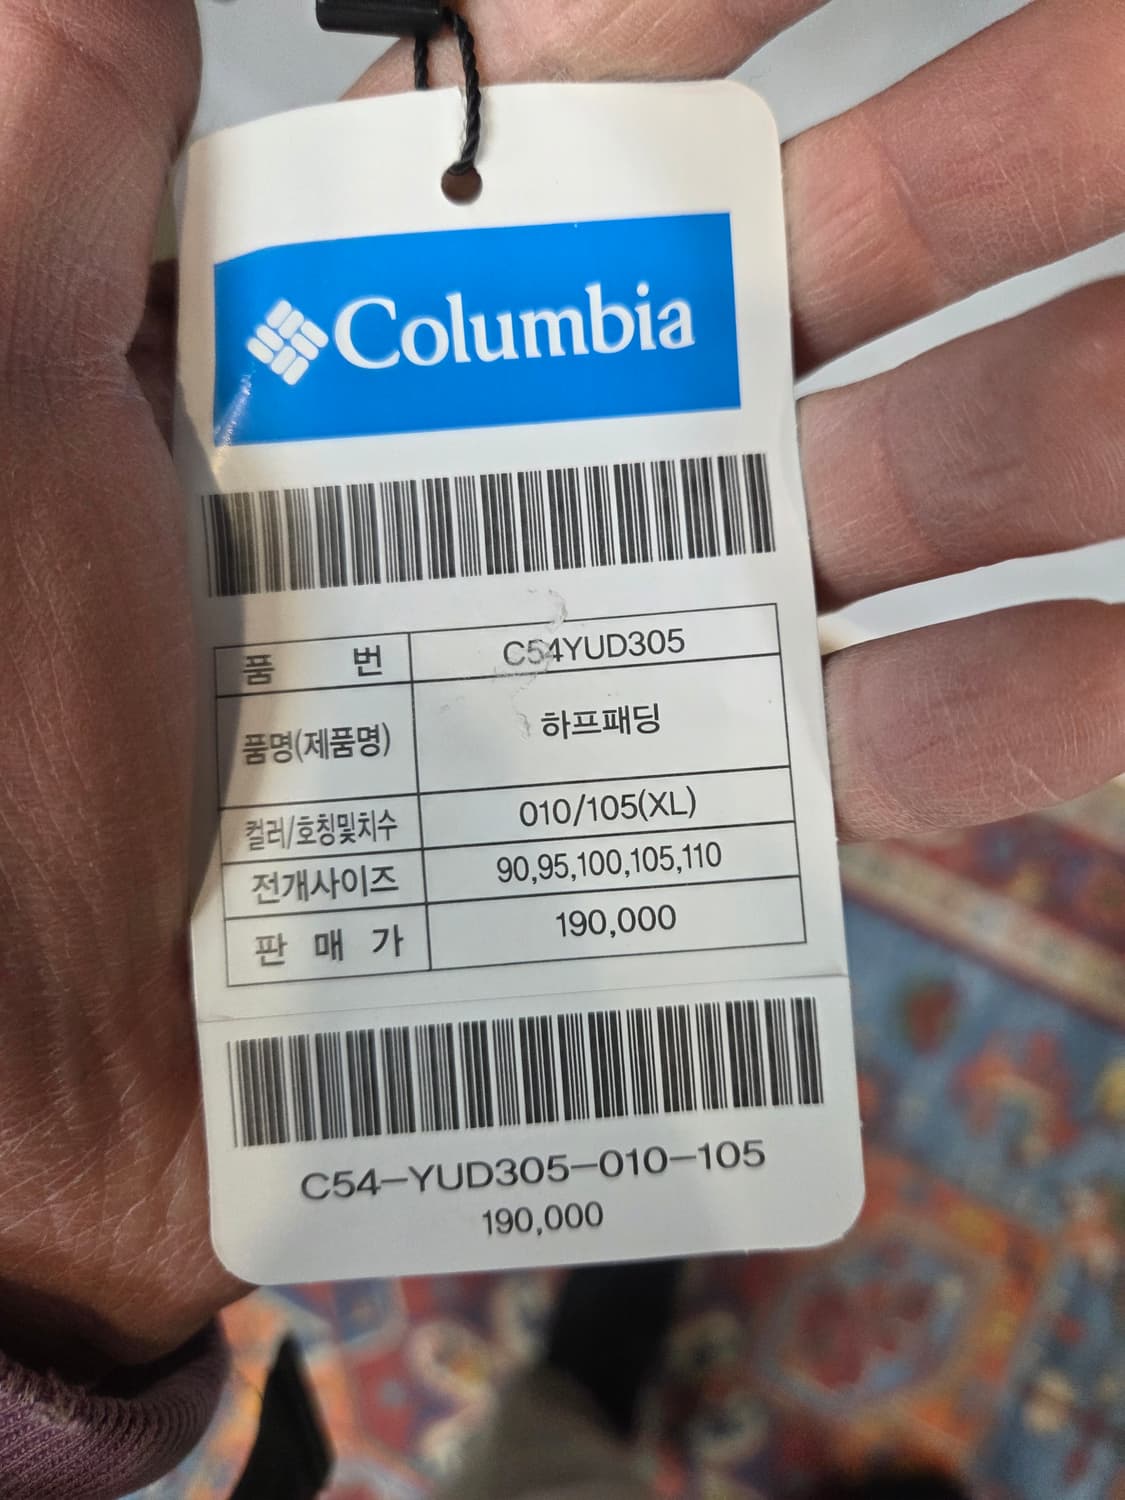 Columbia
품 번 C54YUD305
품명(제품명) 하프패딩
컬러/호칭및치수 010/105(XL)
전개사이즈 90,95,100,105,110
판 매 가 190,000
C54-YUD305-010-105
190,000